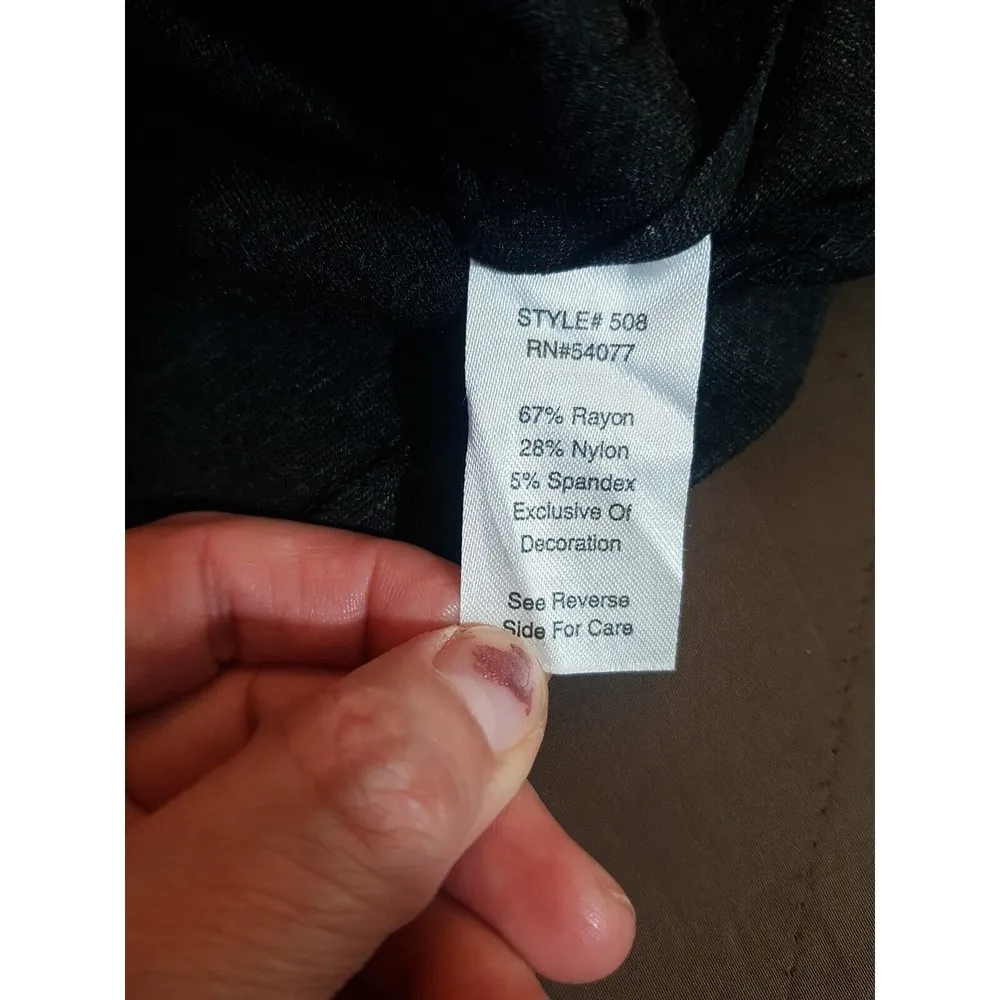 STYLE# 508
RN#54077
67% Rayon
28% Nylon
5% Spandex
Exclusive Of
Decoration
See Reverse
Side For Care